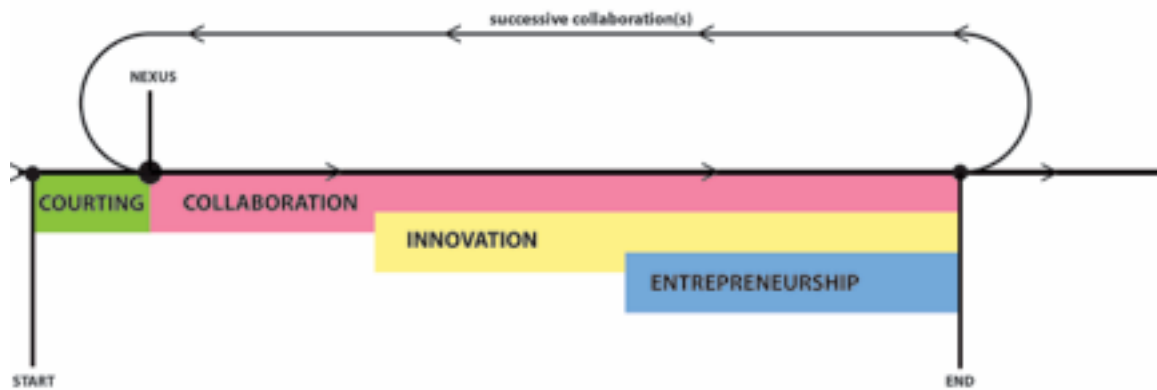 successive collaboration(s)
NEXUS
COURTING
COLLABORATION
INNOVATION
ENTREPRENEURSHIP
START
END